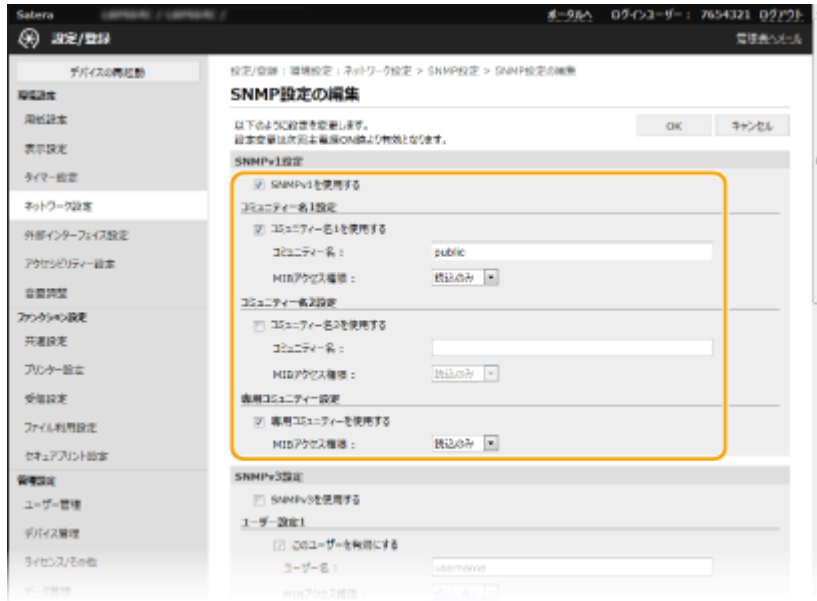 Satera
ポータルへ ログインユーザー： 7654321 ログアウト
設定/登録
管理者へメール
デバイスの再起動
環境設定
用紙設定
表示設定
タイマー設定
ネットワーク設定
外部インターフェイス設定
アクセシビリティー設定
音量調整
ファンクション設定
共通設定
プリンター設定
受信設定
ファイル利用設定
セキュアプリント設定
管理設定
ユーザー管理
デバイス管理
ライセンス/その他
データ管理
設定/登録：環境設定：ネットワーク設定 > SNMP設定 > SNMP設定の編集
SNMP設定の編集
以下のように設定を変更します。
設定変更は次回主電源ON時より有効となります。
OK キャンセル
SNMPv1設定
SNMPv1を使用する
コミュニティー名1設定
コミュニティー名1を使用する
コミュニティー名： public
MIBアクセス権限： 読込のみ
コミュニティー名2設定
コミュニティー名2を使用する
コミュニティー名：
MIBアクセス権限： 読込のみ
専用コミュニティー設定
専用コミュニティーを使用する
MIBアクセス権限： 読込のみ
SNMPv3設定
SNMPv3を使用する
ユーザー設定1
このユーザーを有効にする
ユーザー名： username
MIBアクセス権限：